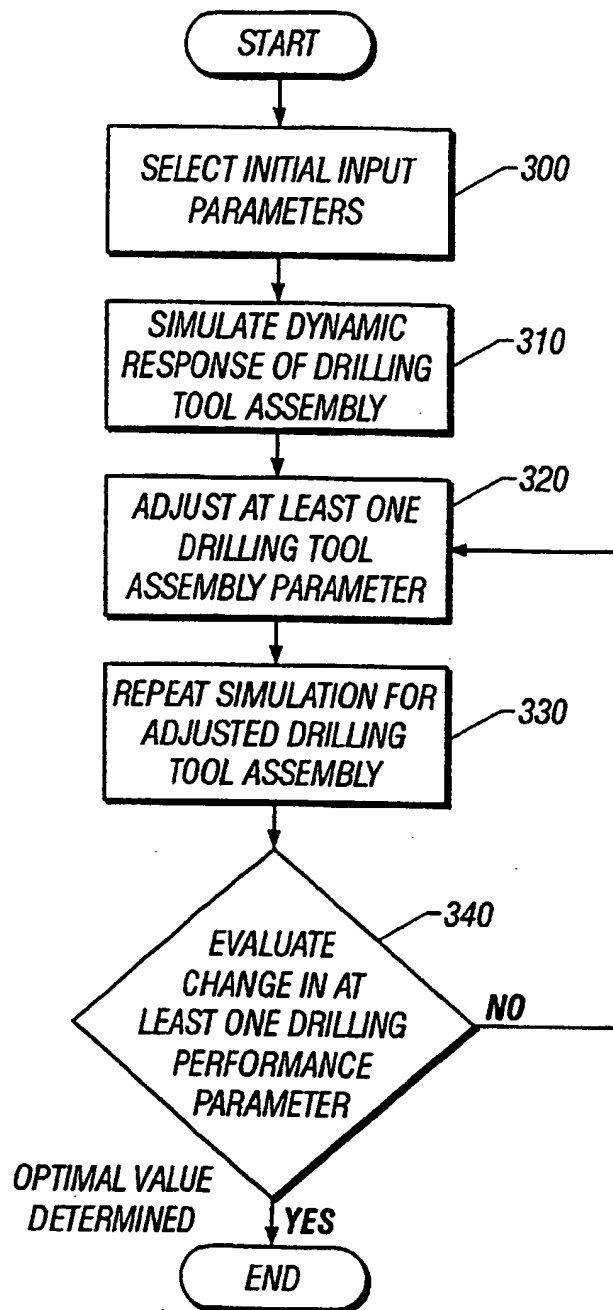 START
SELECT INITIAL INPUT
PARAMETERS
300
SIMULATE DYNAMIC
RESPONSE OF DRILLING
TOOL ASSEMBLY
310
ADJUST AT LEAST ONE
DRILLING TOOL
ASSEMBLY PARAMETER
320
REPEAT SIMULATION FOR
ADJUSTED DRILLING
TOOL ASSEMBLY
330
EVALUATE
CHANGE IN AT
LEAST ONE DRILLING
PERFORMANCE
PARAMETER
340
NO
OPTIMAL VALUE
DETERMINED
YES
END